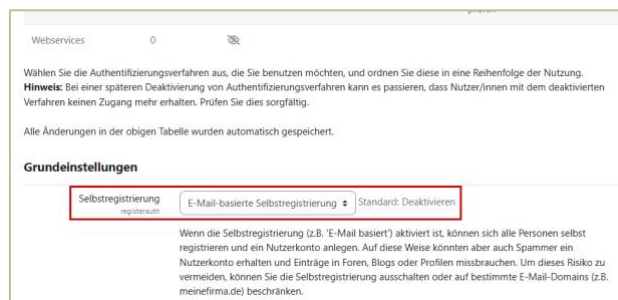 Webservices 0
Wählen Sie die Authentifizierungsverfahren aus, die Sie benutzen möchten, und ordnen Sie diese in eine Reihenfolge der Nutzung.
Hinweis: Bei einer späteren Deaktivierung von Authentifizierungsverfahren kann es passieren, dass Nutzer/innen mit dem deaktivierten
Verfahren keinen Zugang mehr erhalten. Prüfen Sie dies sorgfältig.
Alle Änderungen in der obigen Tabelle wurden automatisch gespeichert.
Grundeinstellungen
Selbstregistrierung E-Mail-basierte Selbstregistrierung Standard: Deaktivieren
registerauth
Wenn die Selbstregistrierung (z.B. 'E-Mail basiert') aktiviert ist, können sich alle Personen selbst
registrieren und ein Nutzerkonto anlegen. Auf diese Weise könnten aber auch Spammer ein
Nutzerkonto erhalten und Einträge in Foren, Blogs oder Profilen missbrauchen. Um dieses Risiko zu
vermeiden, können Sie die Selbstregistrierung ausschalten oder auf bestimmte E-Mail-Domains (z.B.
meinefirma.de) beschränken.